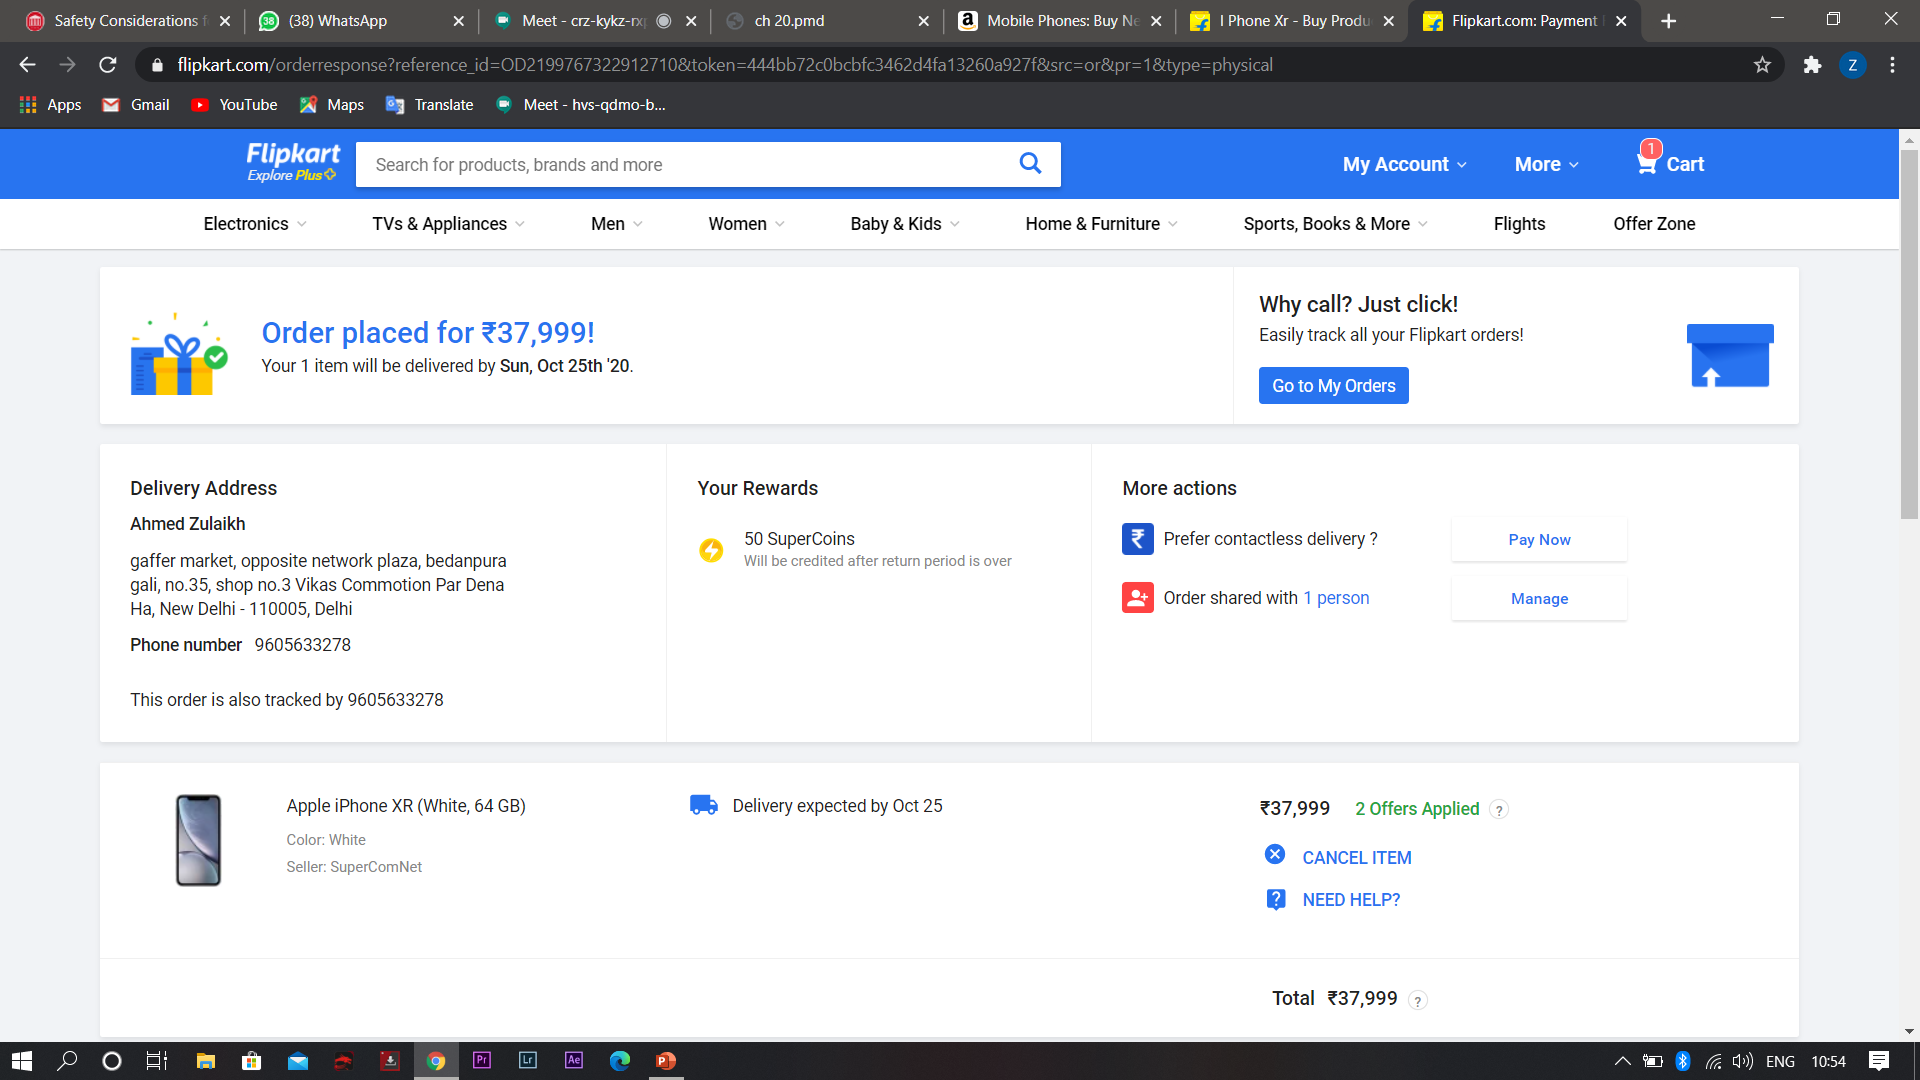 Safety Considerations f
(38) WhatsApp
Meet - crz-kykz-rxp
ch 20.pmd
Mobile Phones: Buy Ne
I Phone Xr - Buy Produ
Flipkart.com: Payment
flipkart.com/orderresponse?reference_id=OD219976732291271​0&token=444bb72c0bcbfc3462d4fa13260a927f&src=or&pr=1&type=physical
Z
Apps
Gmail
YouTube
Maps
Translate
Meet - hvs-qdmo-b...
Flipkart
Explore Plus
Search for products, brands and more
My Account
More
1
Cart
Electronics
TVs & Appliances
Men
Women
Baby & Kids
Home & Furniture
Sports, Books & More
Flights
Offer Zone
Order placed for ₹37,999!
Your 1 item will be delivered by Sun, Oct 25th '20.
Why call? Just click!
Easily track all your Flipkart orders!
Go to My Orders
Delivery Address
Ahmed Zulaikh
gaffer market, opposite network plaza, bedanpura
gali, no.35, shop no.3 Vikas Commotion Par Dena
Ha, New Delhi - 110005, Delhi
Phone number 9605633278
This order is also tracked by 9605633278
Your Rewards
50 SuperCoins
Will be credited after return period is over
More actions
₹ Prefer contactless delivery ?
Pay Now
Order shared with 1 person
Manage
Apple iPhone XR (White, 64 GB)
Color: White
Seller: SuperComNet
Delivery expected by Oct 25
₹37,999 2 Offers Applied ?
CANCEL ITEM
? NEED HELP?
Total ₹37,999 ?
Pr
Lr
Ae
P
ENG
10:54